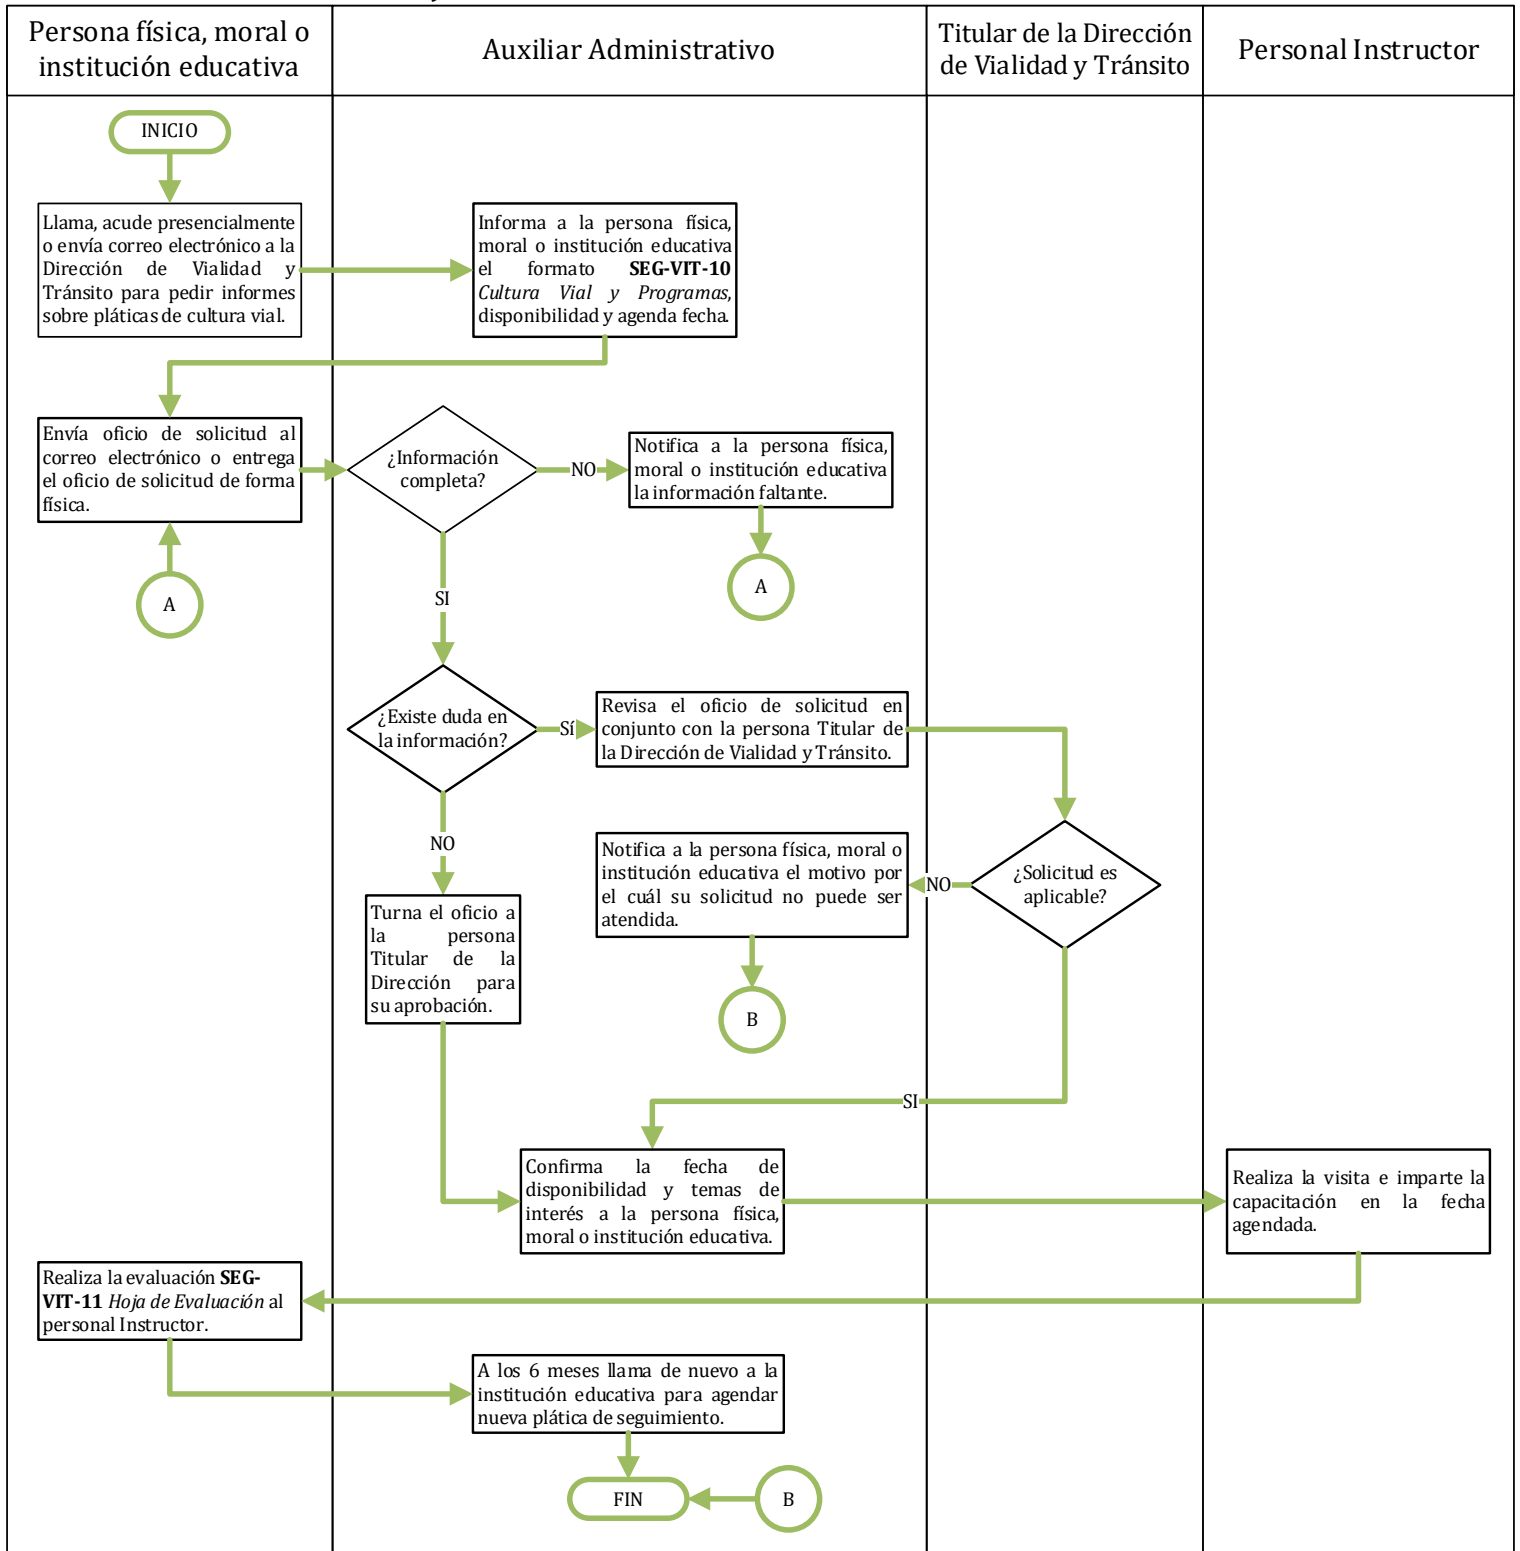 Persona física, moral o
institución educativa
Auxiliar Administrativo
Titular de la Dirección
de Vialidad y Tránsito
Personal Instructor
INICIO
Llama, acude presencialmente
o envía correo electrónico a la
Dirección de Vialidad y
Tránsito para pedir informes
sobre pláticas de cultura vial.
Informa a la persona física,
moral o institución educativa
el formato SEG-VIT-10
Cultura Vial y Programas,
disponibilidad y agenda fecha.
Envía oficio de solicitud al
correo electrónico o entrega
el oficio de solicitud de forma
física.
¿Información
completa?
NO
Notifica a la persona física,
moral o institución educativa
la información faltante.
A
A
SI
¿Existe duda en
la información?
Sí
Revisa el oficio de solicitud en
conjunto con la persona Titular de
la Dirección de Vialidad y Tránsito.
NO
Notifica a la persona física, moral o
institución educativa el motivo por
el cuál su solicitud no puede ser
atendida.
NO
¿Solicitud es
aplicable?
Turna el oficio a
la persona
Titular de la
Dirección para
su aprobación.
B
SI
Confirma la fecha de
disponibilidad y temas de
interés a la persona física,
moral o institución educativa.
Realiza la visita e imparte la
capacitación en la fecha
agendada.
Realiza la evaluación SEG-
VIT-11 Hoja de Evaluación al
personal Instructor.
A los 6 meses llama de nuevo a la
institución educativa para agendar
nueva plática de seguimiento.
FIN
B